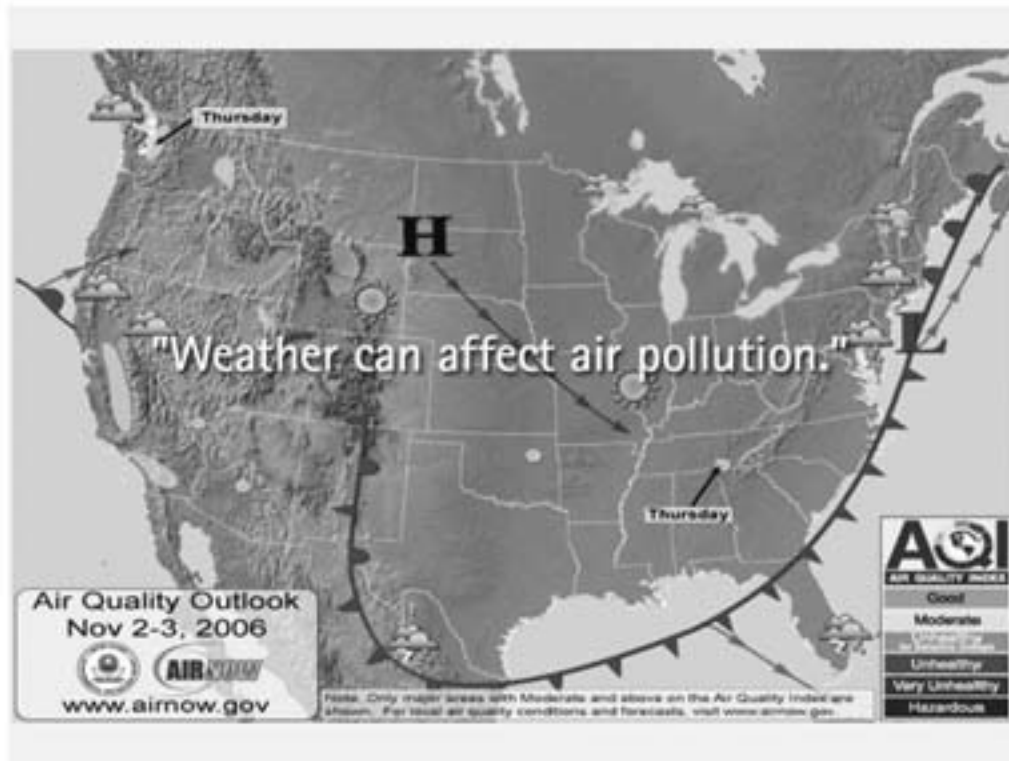 Thursday
H
"Weather can affect air pollution."
L
Thursday
Air Quality Outlook
Nov 2-3, 2006
AIRNOW
www.airnow.gov
Note. Only major areas with Moderate and above on the Air Quality Index are
shown. For local air quality conditions and forecasts, visit www.airnow.gov
AQI
AIR QUALITY INDEX
Good
Moderate
Unhealthy
Unhealthy
Very Unhealthy
Hazardous